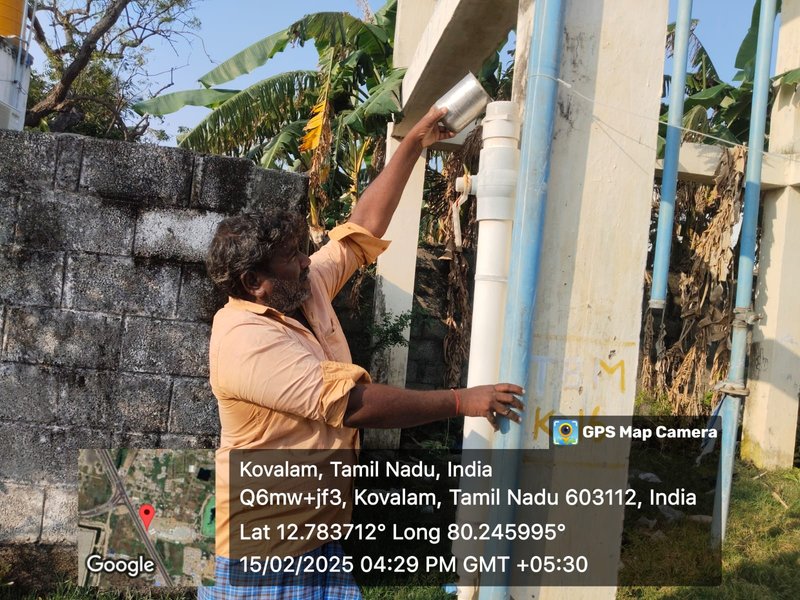 T M
GPS Map Camera
Kovalam, Tamil Nadu, India
Q6mw+jf3, Kovalam, Tamil Nadu 603112, India
Lat 12.783712° Long 80.245995°
15/02/2025 04:29 PM GMT +05:30
Google